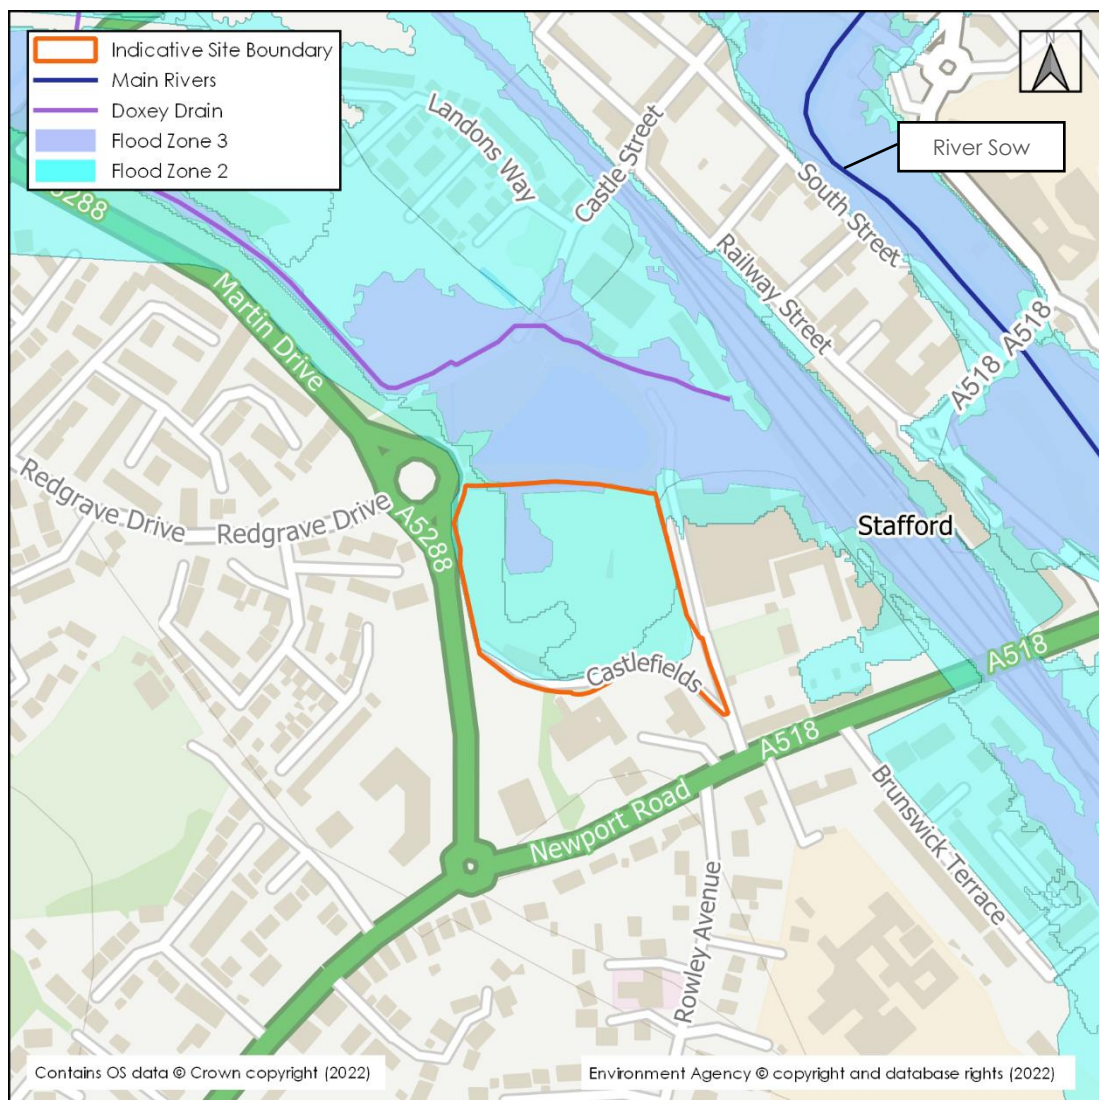 Indicative Site Boundary
Main Rivers
Doxey Drain
Flood Zone 3
Flood Zone 2
N
River Sow
Landons Way
Castle Street
South Street
Railway Street
A518
A518
A5288
Martin Drive
Redgrave Drive
Redgrave Drive
A5288
Stafford
Castlefields
A518
A518
Newport Road
Brunswick Terrace
Rowley Avenue
Contains OS data © Crown copyright (2022)
Environment Agency © copyright and database rights (2022)